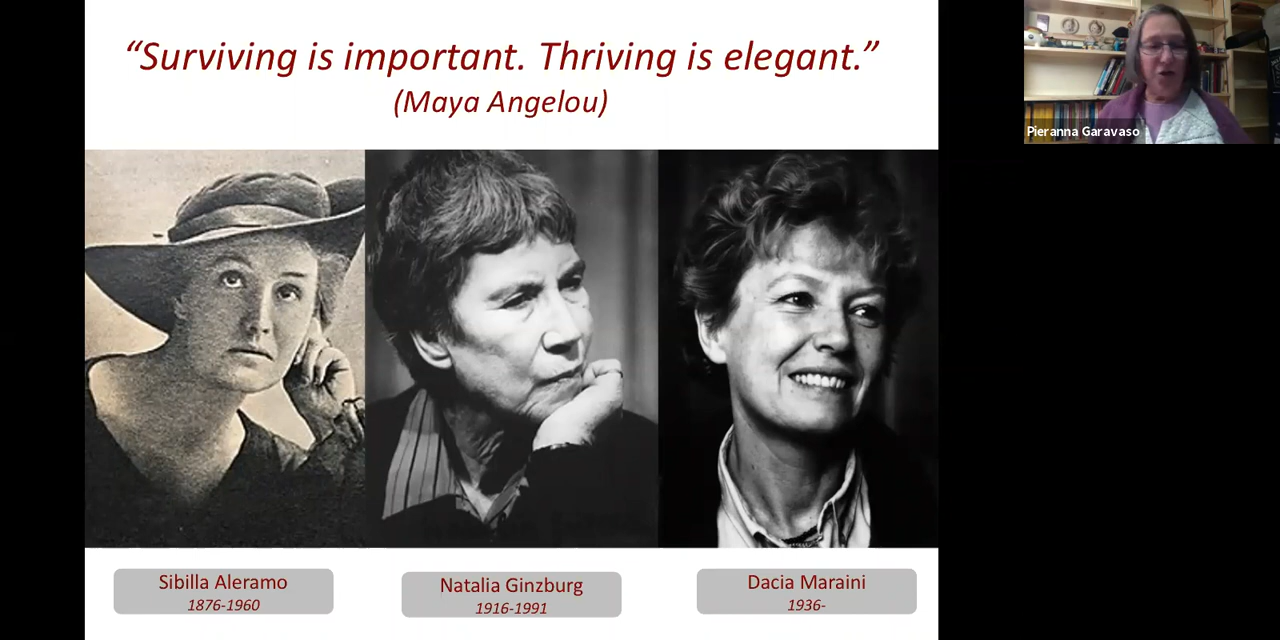 “Surviving is important. Thriving is elegant.”
(Maya Angelou)
Pieranna Garavaso
Sibilla Aleramo
1876-1960
Natalia Ginzburg
1916-1991
Dacia Maraini
1936-